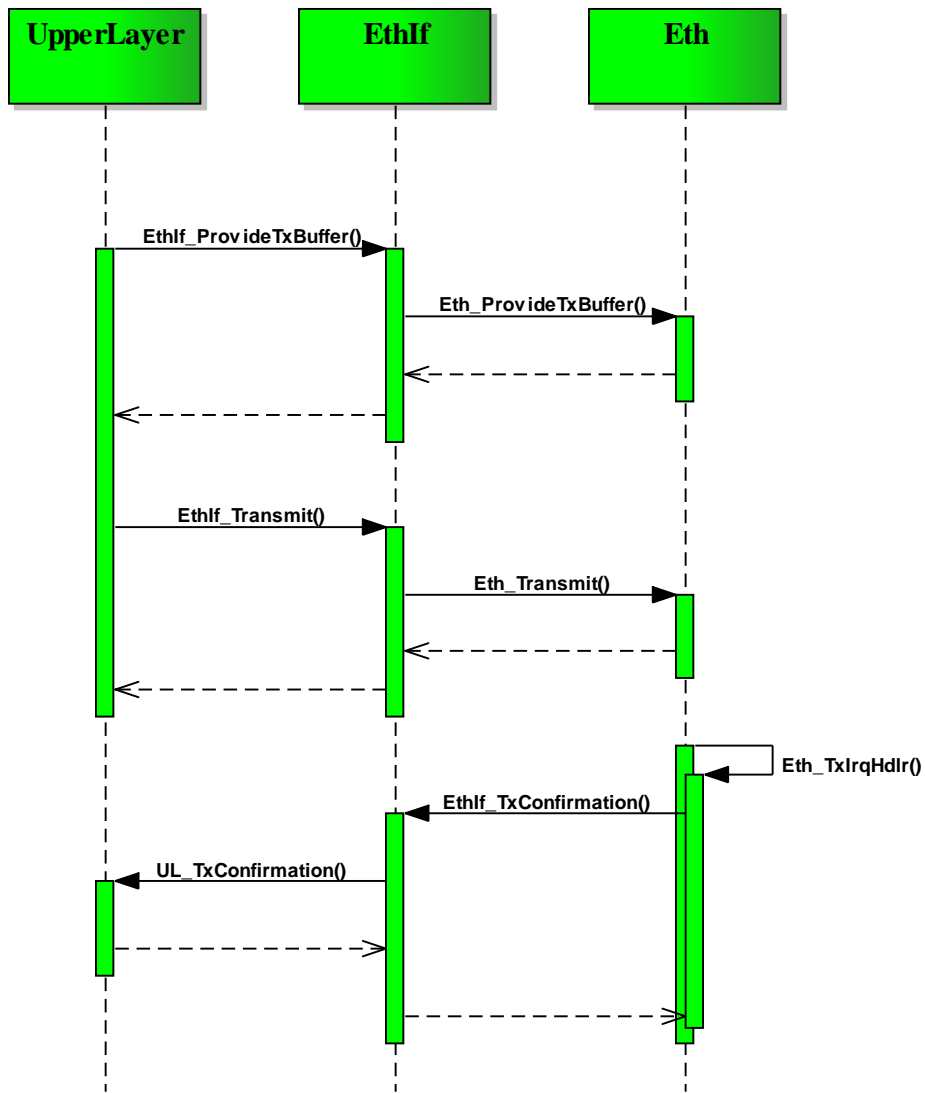 UpperLayer
EthIf
Eth
EthIf_ProvideTxBuffer()
Eth_ProvideTxBuffer()
EthIf_Transmit()
Eth_Transmit()
Eth_TxIrqHdlr()
EthIf_TxConfirmation()
UL_TxConfirmation()